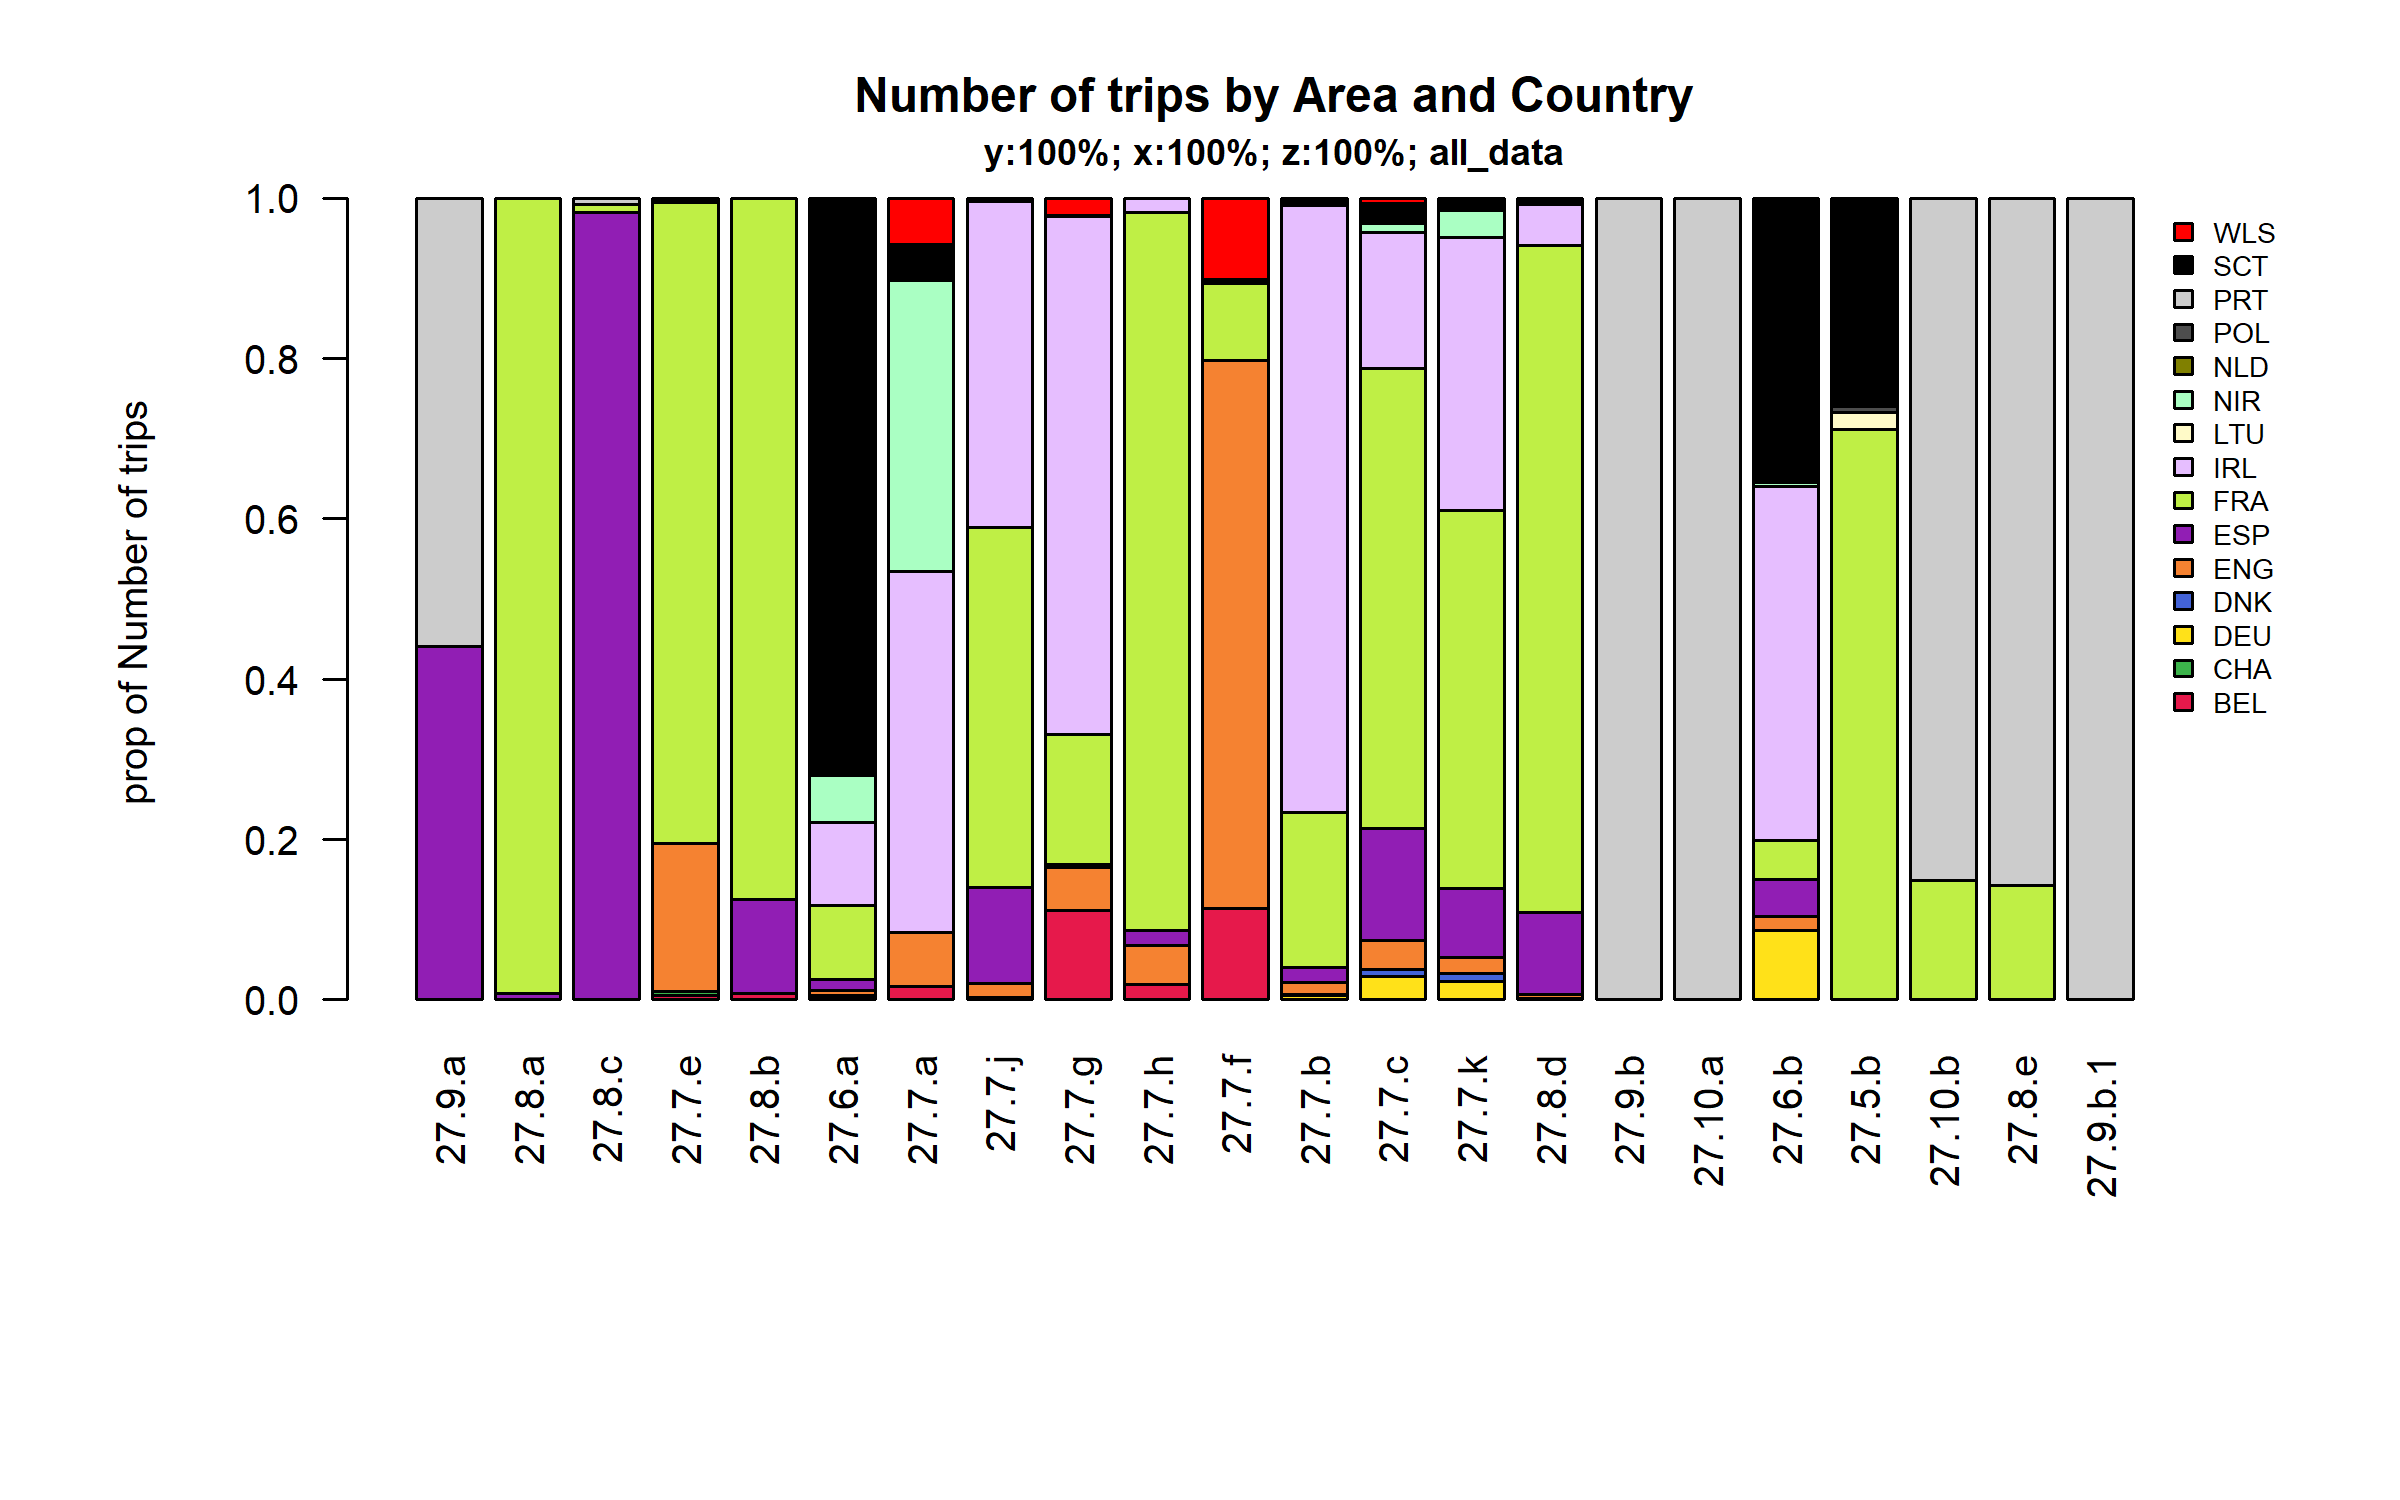 Number of trips by Area and Country
y:100%; x:100%; z:100%; all_data
prop of Number of trips
1.0
0.8
0.6
0.4
0.2
0.0
27.9.a
27.8.a
27.8.c
27.7.e
27.8.b
27.6.a
27.7.a
27.7.j
27.7.g
27.7.h
27.7.f
27.7.b
27.7.c
27.7.k
27.8.d
27.9.b
27.10.a
27.6.b
27.5.b
27.10.b
27.8.e
27.9.b.1
WLS
SCT
PRT
POL
NLD
NIR
LTU
IRL
FRA
ESP
ENG
DNK
DEU
CHA
BEL